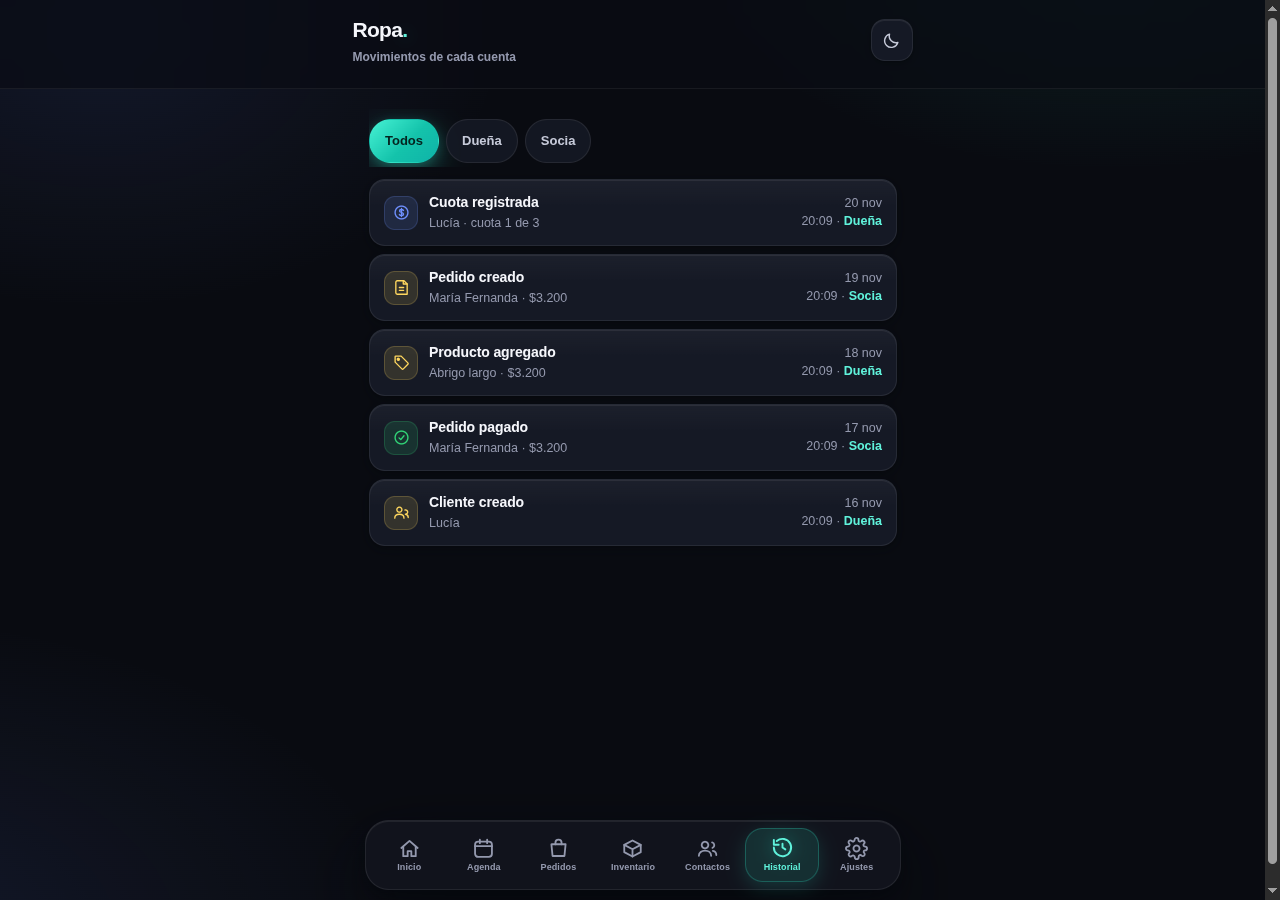 Ropa.
Movimientos de cada cuenta
Todos
Dueña
Socia
Cuota registrada
20 nov
Lucía · cuota 1 de 3
20:09 · Dueña
Pedido creado
19 nov
María Fernanda · $3.200
20:09 · Socia
Producto agregado
18 nov
Abrigo largo · $3.200
20:09 · Dueña
Pedido pagado
17 nov
María Fernanda · $3.200
20:09 · Socia
Cliente creado
16 nov
Lucía
20:09 · Dueña
Inicio
Agenda
Pedidos
Inventario
Contactos
Historial
Ajustes